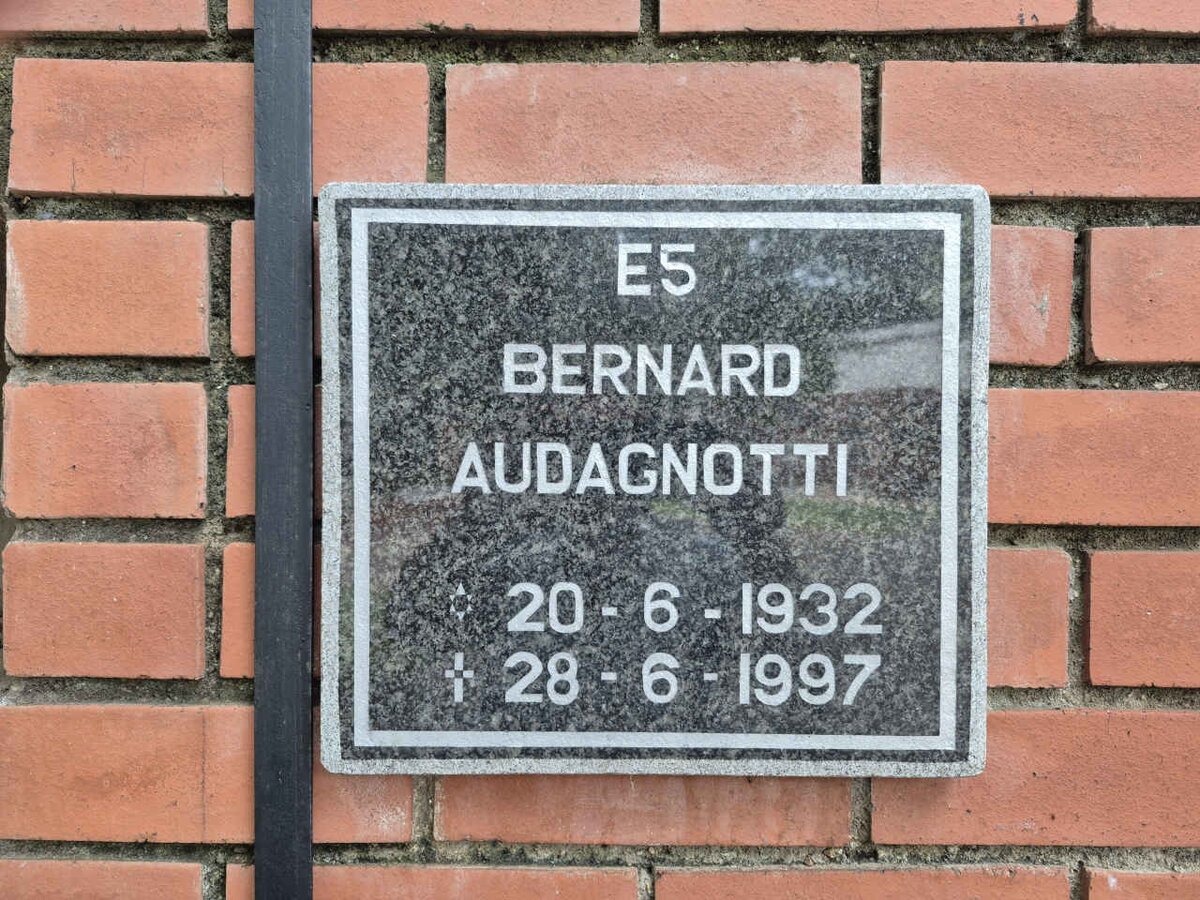 E5
BERNARD
AUDAGNOTTI
✡ 20 - 6 - 1932
✝ 28 - 6 - 1997